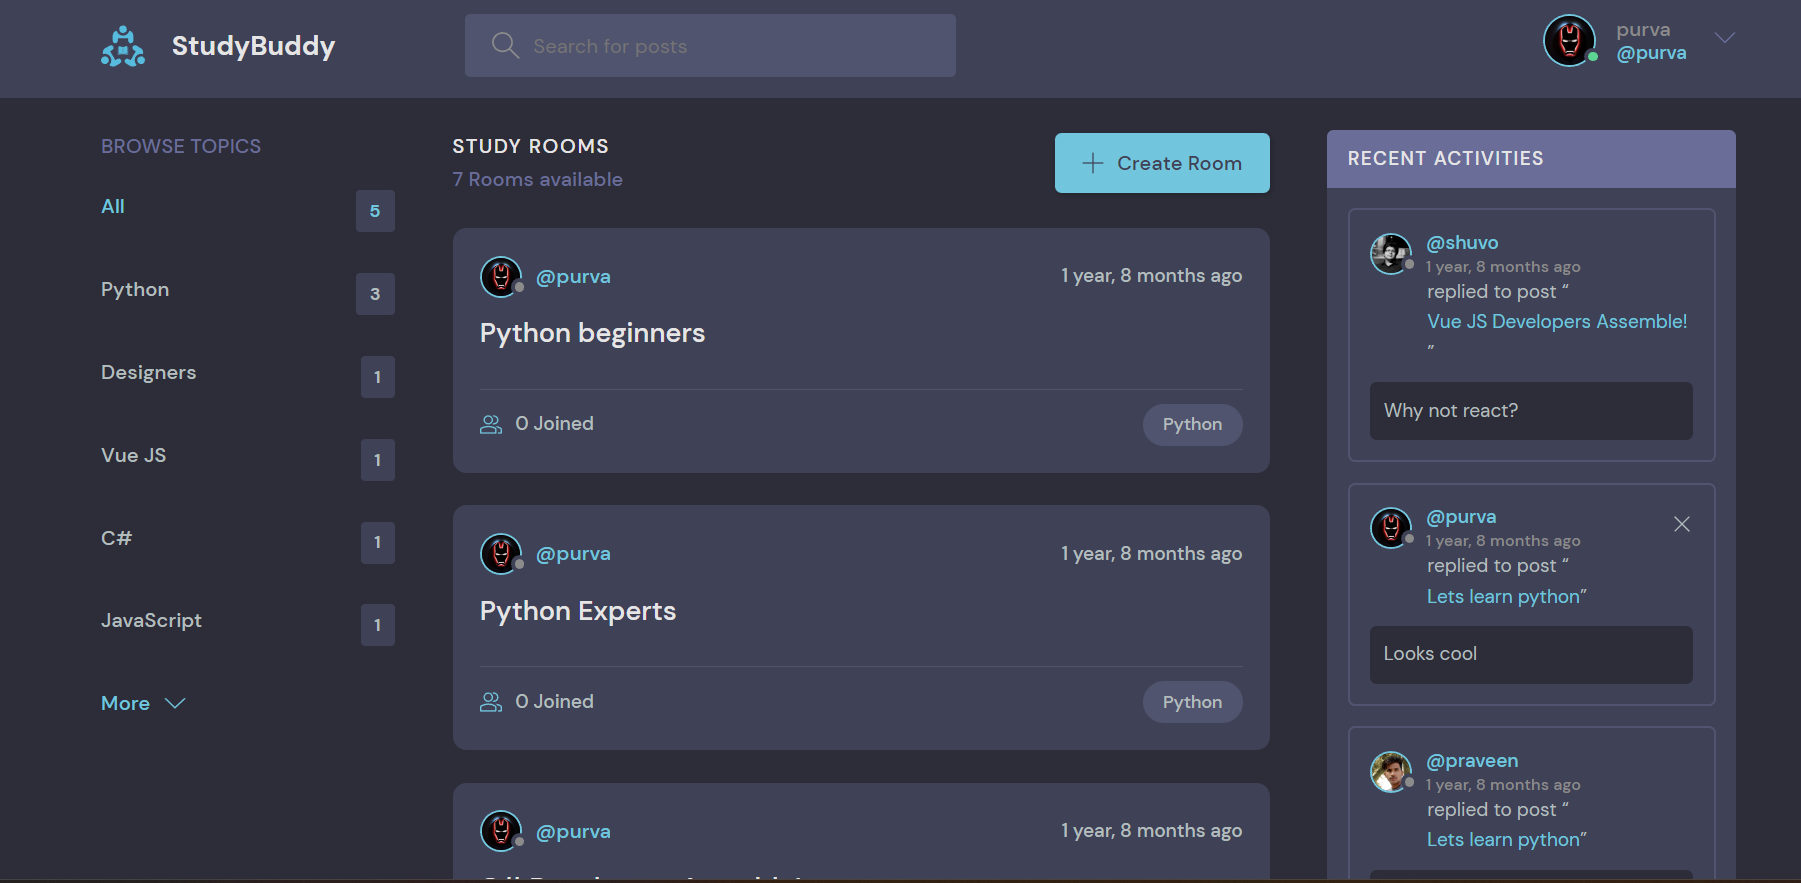 StudyBuddy
Search for posts
purva
@purva
BROWSE TOPICS
All 5
Python 3
Designers 1
Vue JS 1
C# 1
JavaScript 1
More
STUDY ROOMS
7 Rooms available
Create Room
@purva 1 year, 8 months ago
Python beginners
0 Joined Python
@purva 1 year, 8 months ago
Python Experts
0 Joined Python
@purva 1 year, 8 months ago
RECENT ACTIVITIES
@shuvo
1 year, 8 months ago
replied to post “
Vue JS Developers Assemble!
”
Why not react?
@purva
1 year, 8 months ago
replied to post “
Lets learn python”
Looks cool
@praveen
1 year, 8 months ago
replied to post “
Lets learn python”